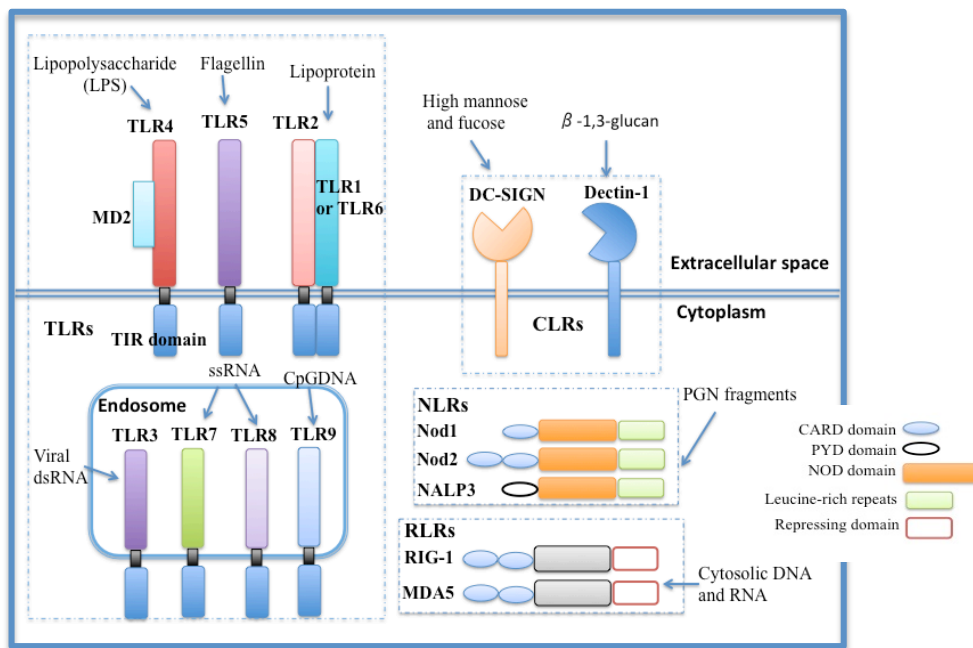 Lipopolysaccharide
(LPS)
Flagellin
Lipoprotein
TLR4
TLR5
TLR2
MD2
TLR1
or TLR6
TLRs
TIR domain
ssRNA
CpGDNA
Endosome
TLR3
TLR7
TLR8
TLR9
Viral
dsRNA
High mannose
and fucose
β-1,3-glucan
DC-SIGN
Dectin-1
Extracellular space
Cytoplasm
CLRs
PGN fragments
NLRs
Nod1
Nod2
NALP3
RLRs
RIG-1
MDA5
Cytosolic DNA
and RNA
CARD domain
PYD domain
NOD domain
Leucine-rich repeats
Repressing domain